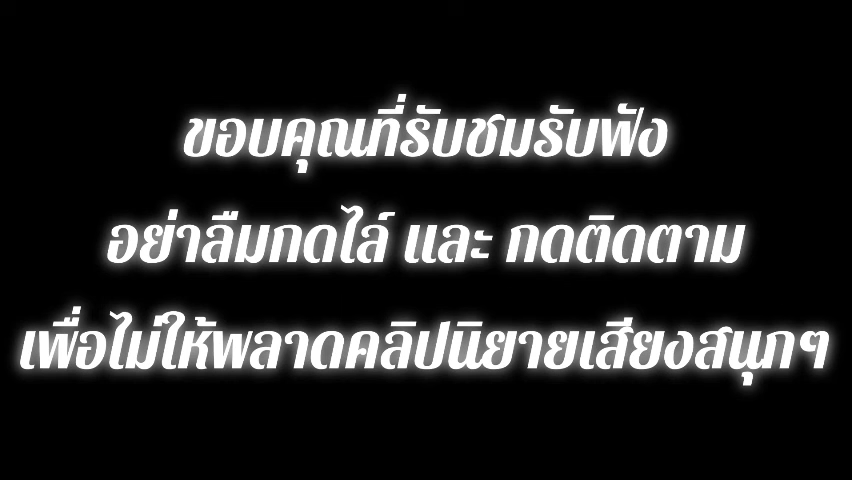 ขอบคุณที่รับชมรับฟัง
อย่าลืมกดไล์ และ กดติดตาม
เพื่อไม่ให้พลาดคลิปนิยายเสียงสนุกๆ